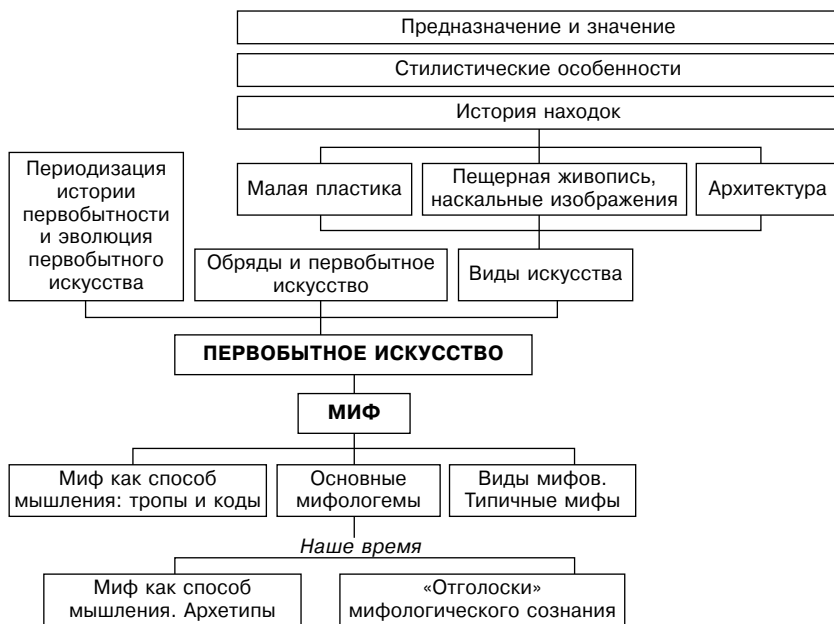 Предназначение и значение
Стилистические особенности
История находок
Периодизация
истории
первобытности
и эволюция
первобытного
искусства
Малая пластика
Пещерная живопись,
наскальные изображения
Архитектура
Обряды и первобытное
искусство
Виды искусства
ПЕРВОБЫТНОЕ ИСКУССТВО
МИФ
Миф как способ
мышления: тропы и коды
Основные
мифологемы
Виды мифов.
Типичные мифы
Наше время
Миф как способ
мышления. Архетипы
«Отголоски»
мифологического сознания